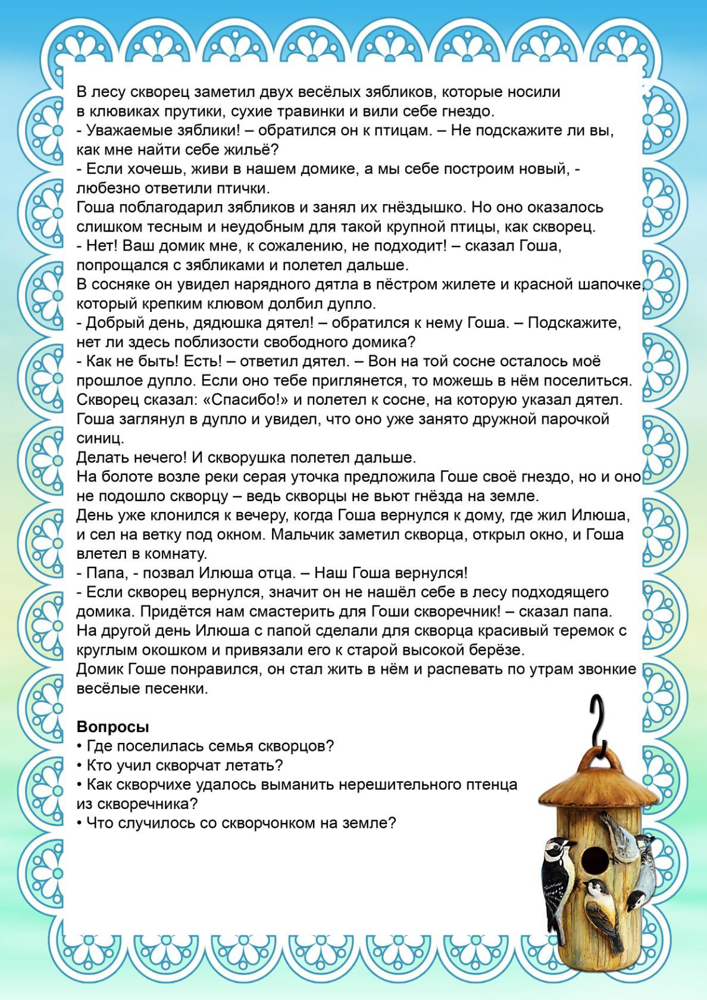 В лесу скворец заметил двух весёлых зябликов, которые носили
в клювиках прутики, сухие травинки и вили себе гнездо.
- Уважаемые зяблики! – обратился он к птицам. – Не подскажите ли вы,
как мне найти себе жильё?
- Если хочешь, живи в нашем домике, а мы себе построим новый, -
любезно ответили птички.
Гоша поблагодарил зябликов и занял их гнёздышко. Но оно оказалось
слишком тесным и неудобным для такой крупной птицы, как скворец.
- Нет! Ваш домик мне, к сожалению, не подходит! – сказал Гоша,
попрощался с зябликами и полетел дальше.
В сосняке он увидел нарядного дятла в пёстром жилете и красной шапочке,
который крепким клювом долбил дупло.
- Добрый день, дядюшка дятел! – обратился к нему Гоша. – Подскажите,
нет ли здесь поблизости свободного домика?
- Как не быть! Есть! – ответил дятел. – Вон на той сосне осталось моё
прошлое дупло. Если оно тебе приглянется, то можешь в нём поселиться.
Скворец сказал: «Спасибо!» и полетел к сосне, на которую указал дятел.
Гоша заглянул в дупло и увидел, что оно уже занято дружной парочкой
синиц.
Делать нечего! И скворушка полетел дальше.
На болоте возле реки серая уточка предложила Гоше своё гнездо, но и оно
не подошло скворцу – ведь скворцы не вьют гнёзда на земле.
День уже клонился к вечеру, когда Гоша вернулся к дому, где жил Илюша,
и сел на ветку под окном. Мальчик заметил скворца, открыл окно, и Гоша
влетел в комнату.
- Папа, - позвал Илюша отца. – Наш Гоша вернулся!
- Если скворец вернулся, значит он не нашёл себе в лесу подходящего
домика. Придётся нам смастерить для Гоши скворечник! – сказал папа.
На другой день Илюша с папой сделали для скворца красивый теремок с
круглым окошком и привязали его к старой высокой берёзе.
Домик Гоше понравился, он стал жить в нём и распевать по утрам звонкие
весёлые песенки.
Вопросы
• Где поселилась семья скворцов?
• Кто учил скворчат летать?
• Как скворчихе удалось выманить нерешительного птенца
из скворечника?
• Что случилось со скворчонком на земле?